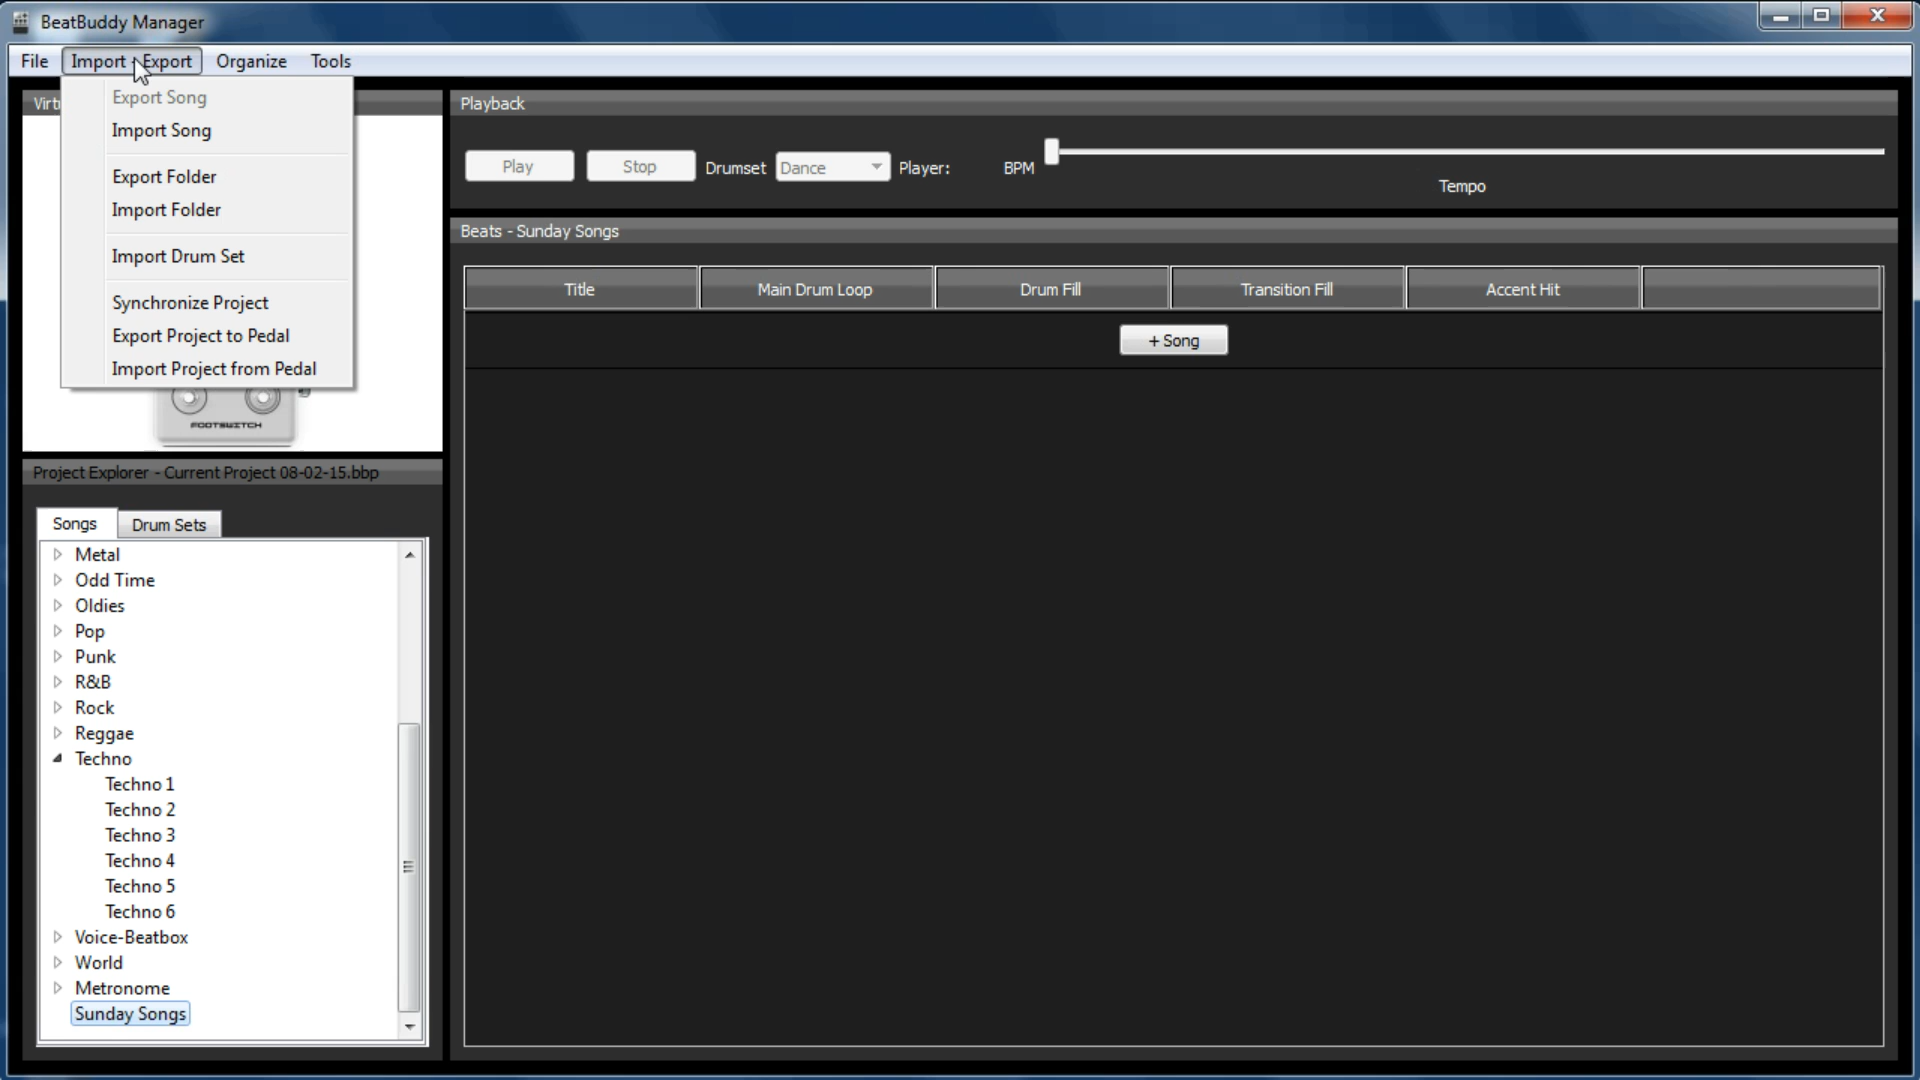 BeatBuddy Manager
File Import - Export Organize Tools
Export Song
Import Song
Export Folder
Import Folder
Import Drum Set
Synchronize Project
Export Project to Pedal
Import Project from Pedal
FOOTSWITCH
Playback
Play Stop Drumset Dance Player: BPM
Tempo
Beats - Sunday Songs
Title Main Drum Loop Drum Fill Transition Fill Accent Hit
+ Song
Project Explorer - Current Project 08-02-15.bbp
Songs Drum Sets
Metal
Odd Time
Oldies
Pop
Punk
R&B
Rock
Reggae
Techno
Techno 1
Techno 2
Techno 3
Techno 4
Techno 5
Techno 6
Voice-Beatbox
World
Metronome
Sunday Songs